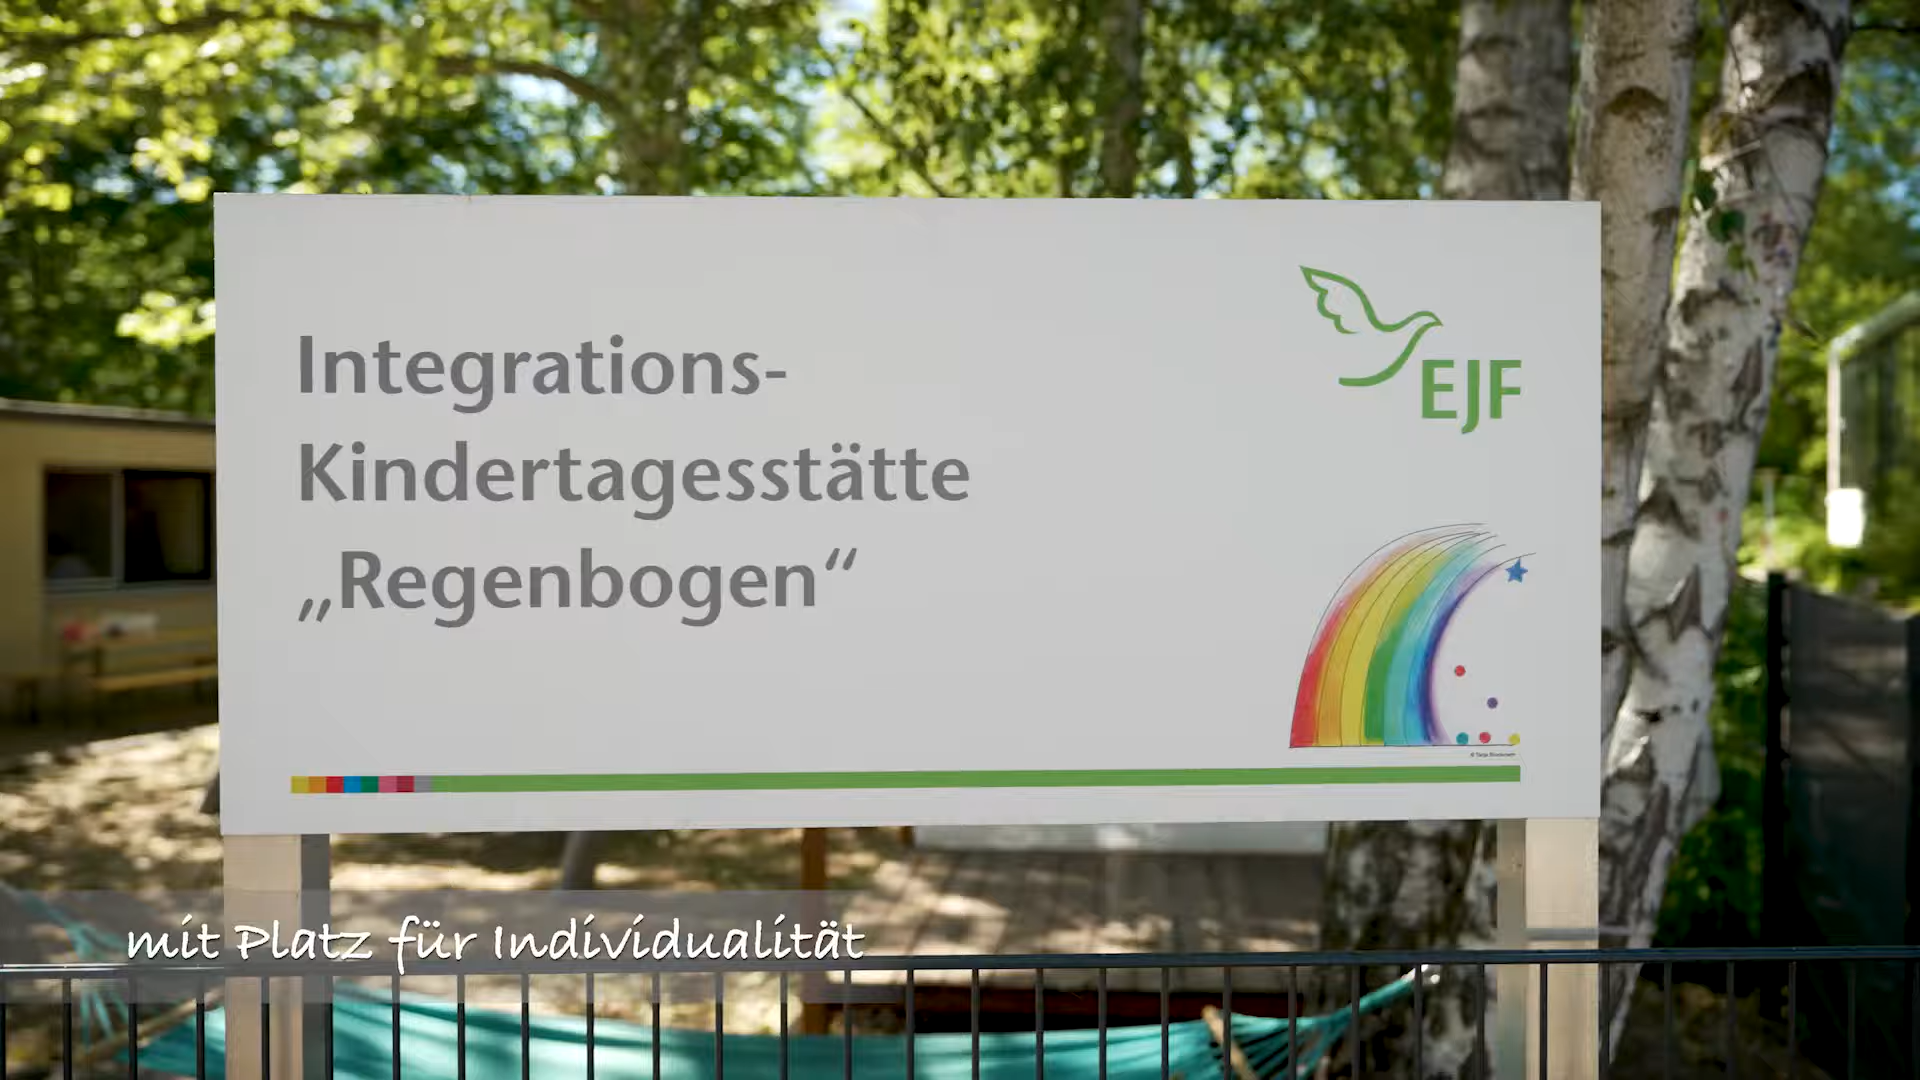 EJF
Integrations-
Kindertagesstätte
„Regenbogen“
mit Platz für Individualität